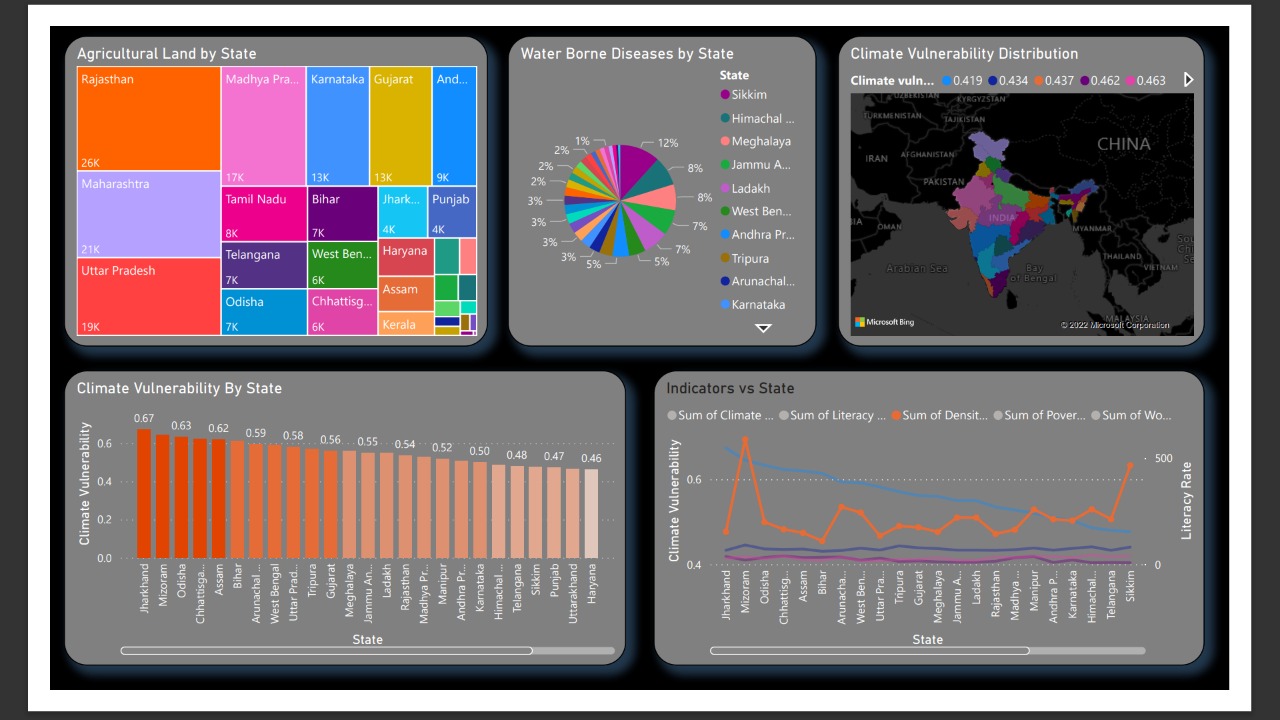 Agricultural Land by State
Rajasthan
26K
Maharashtra
21K
Uttar Pradesh
19K
Madhya Pra...
17K
Karnataka
13K
Gujarat
13K
And...
9K
Tamil Nadu
8K
Bihar
7K
Jhark...
4K
Punjab
4K
Telangana
7K
West Ben...
6K
Haryana
Odisha
7K
Chhattisg...
6K
Assam
Kerala
Water Borne Diseases by State
1%
2%
2%
2%
3%
3%
3%
3%
5%
12%
8%
8%
7%
7%
5%
State
Sikkim
Himachal ...
Meghalaya
Jammu A...
Ladakh
West Ben...
Andhra Pr...
Tripura
Arunachal...
Karnataka
Climate Vulnerability Distribution
Climate vuln... 0.419 0.434 0.437 0.462 0.463
UZBEKISTAN
KYRGYZSTAN
TURKMENISTAN
TAJIKISTAN
CHINA
IRAN
AFGHANISTAN
PAKISTAN
INDIA
OMAN
MYANMAR
THAILAND
VIETNAM
Arabian Sea
Bay
of Bengal
MALAYSIA
Microsoft Bing
© 2022 Microsoft Corporation
Climate Vulnerability By State
Climate Vulnerability
0.6
0.4
0.2
0.0
0.67
0.63
0.62
0.59
0.58
0.56
0.55
0.54
0.52
0.50
0.48
0.47
0.46
Jharkhand
Mizoram
Odisha
Chhattisga...
Assam
Bihar
Arunachal ...
West Bengal
Uttar Prad...
Tripura
Gujarat
Meghalaya
Jammu An...
Ladakh
Rajasthan
Madhya Pr...
Manipur
Andhra Pr...
Karnataka
Himachal ...
Telangana
Sikkim
Punjab
Uttarakhand
Haryana
State
Indicators vs State
Sum of Climate ... Sum of Literacy ... Sum of Densit... Sum of Pover... Sum of Wo...
Climate Vulnerability
0.6
0.4
500
0
Literacy Rate
Jharkhand
Mizoram
Odisha
Chhattisg...
Assam
Bihar
Arunacha...
West Ben...
Uttar Pra...
Tripura
Gujarat
Meghalaya
Jammu A...
Ladakh
Rajasthan
Madhya ...
Manipur
Andhra P...
Karnataka
Himachal...
Telangana
Sikkim
State